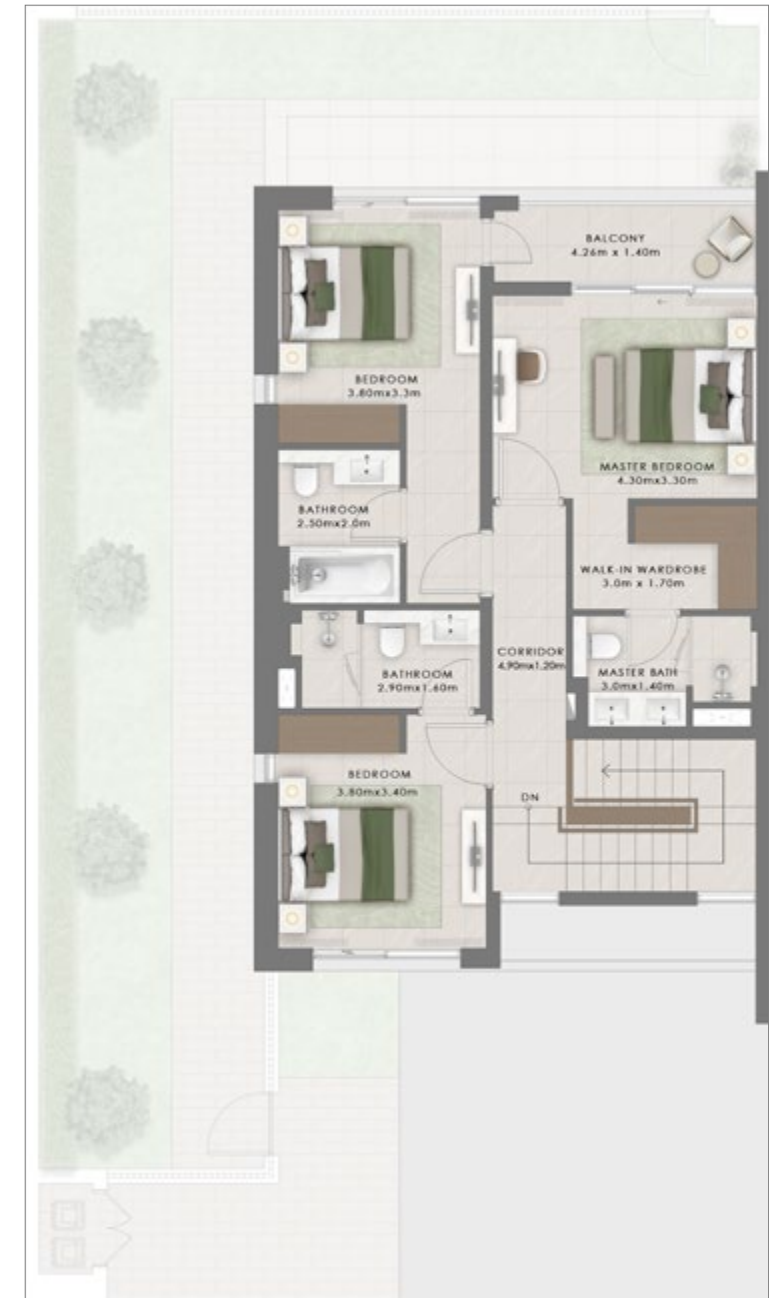 BALCONY
4.26m x 1.40m
BEDROOM
3.80mx3.3m
MASTER BEDROOM
4.30mx3.30m
BATHROOM
2.50mx2.0m
WALK-IN WARDROBE
3.0m x 1.70m
CORRIDOR
4.90mx1.20m
BATHROOM
2.90mx1.60m
MASTER BATH
3.0mx1.40m
BEDROOM
3.80mx3.40m
DN